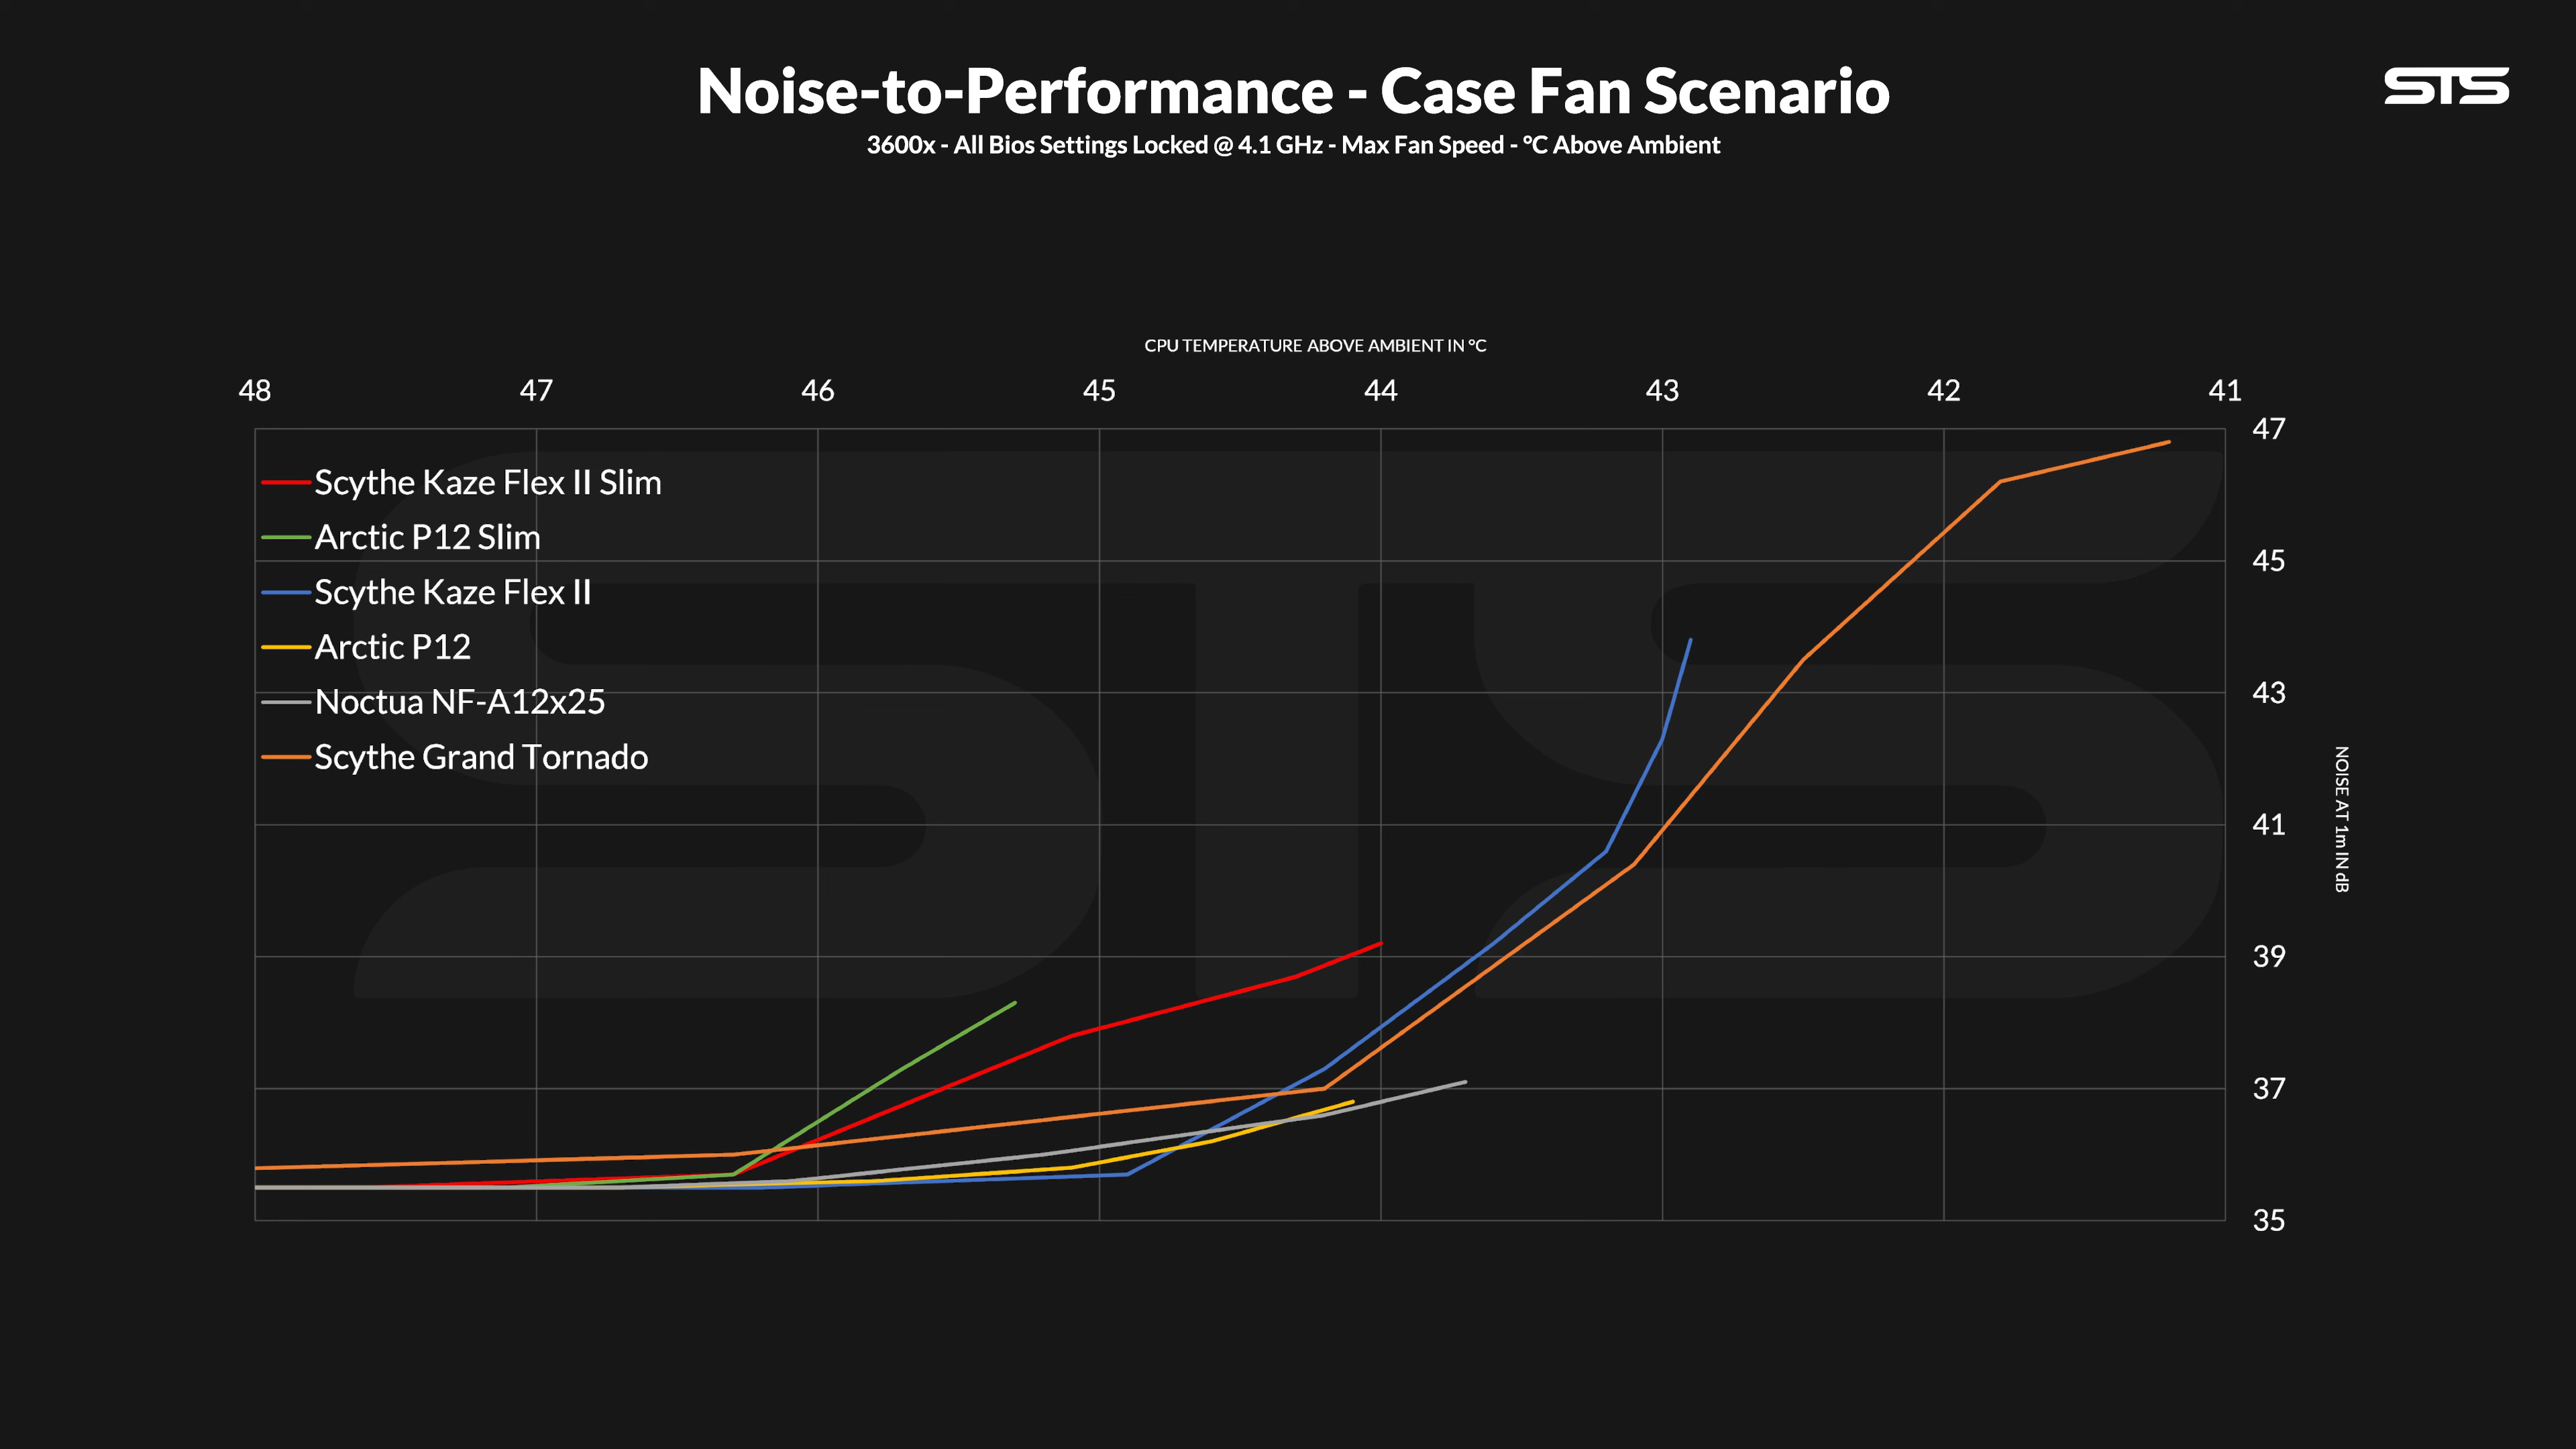 Noise-to-Performance - Case Fan Scenario
STS
3600x - All Bios Settings Locked @ 4.1 GHz - Max Fan Speed - °C Above Ambient
CPU TEMPERATURE ABOVE AMBIENT IN °C
48 47 46 45 44 43 42 41
47
45
43
41
39
37
35
Scythe Kaze Flex II Slim
Arctic P12 Slim
Scythe Kaze Flex II
Arctic P12
Noctua NF-A12x25
Scythe Grand Tornado
NOISE AT 1m IN dB
STS